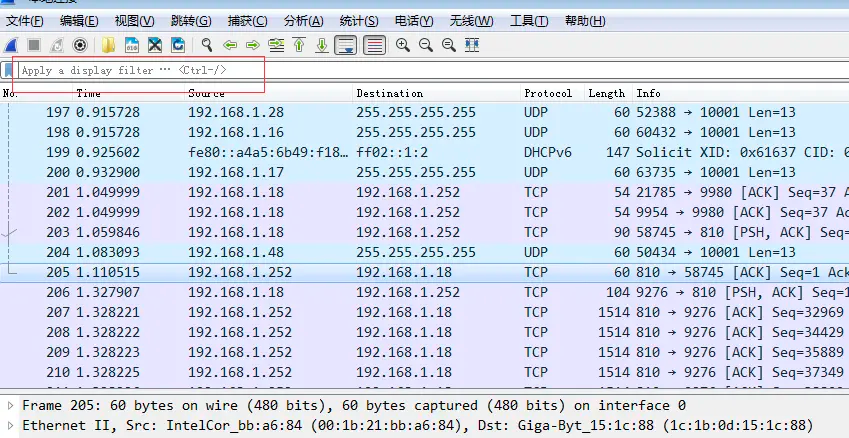 文件(F) 编辑(E) 视图(V) 跳转(G) 捕获(C) 分析(A) 统计(S) 电话(Y) 无线(W) 工具(T) 帮助(H)
Apply a display filter … <Ctrl-/>
No. Time Source Destination Protocol Length Info
197 0.915728 192.168.1.28 255.255.255.255 UDP 60 52388 → 10001 Len=13
198 0.915728 192.168.1.16 255.255.255.255 UDP 60 60432 → 10001 Len=13
199 0.925602 fe80::a4a5:6b49:f18… ff02::1:2 DHCPv6 147 Solicit XID: 0x61637 CID: 0
200 0.932900 192.168.1.17 255.255.255.255 UDP 60 63735 → 10001 Len=13
201 1.049999 192.168.1.18 192.168.1.252 TCP 54 21785 → 9980 [ACK] Seq=37 A
202 1.049999 192.168.1.18 192.168.1.252 TCP 54 9954 → 9980 [ACK] Seq=37 A
203 1.059846 192.168.1.18 192.168.1.252 TCP 90 58745 → 810 [PSH, ACK] Seq=
204 1.083093 192.168.1.48 255.255.255.255 UDP 60 50434 → 10001 Len=13
205 1.110515 192.168.1.252 192.168.1.18 TCP 60 810 → 58745 [ACK] Seq=1 Ack
206 1.327907 192.168.1.18 192.168.1.252 TCP 104 9276 → 810 [PSH, ACK] Seq=1
207 1.328221 192.168.1.252 192.168.1.18 TCP 1514 810 → 9276 [ACK] Seq=32969
208 1.328222 192.168.1.252 192.168.1.18 TCP 1514 810 → 9276 [ACK] Seq=34429
209 1.328223 192.168.1.252 192.168.1.18 TCP 1514 810 → 9276 [ACK] Seq=35889
210 1.328225 192.168.1.252 192.168.1.18 TCP 1514 810 → 9276 [ACK] Seq=37349
Frame 205: 60 bytes on wire (480 bits), 60 bytes captured (480 bits) on interface 0
Ethernet II, Src: IntelCor_bb:a6:84 (00:1b:21:bb:a6:84), Dst: Giga-Byt_15:1c:88 (1c:1b:0d:15:1c:88)